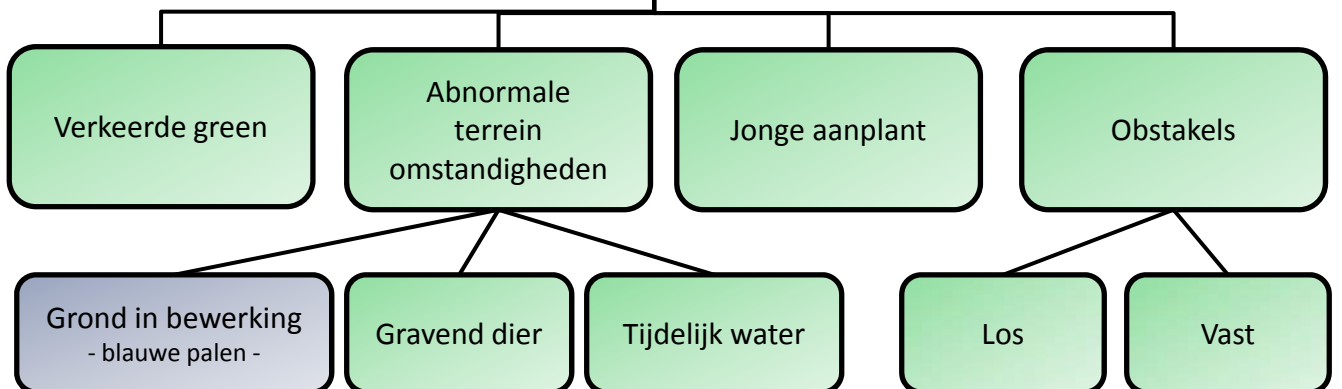 Verkeerde green
Abnormale
terrein
omstandigheden
Jonge aanplant
Obstakels
Grond in bewerking
- blauwe palen -
Gravend dier
Tijdelijk water
Los
Vast